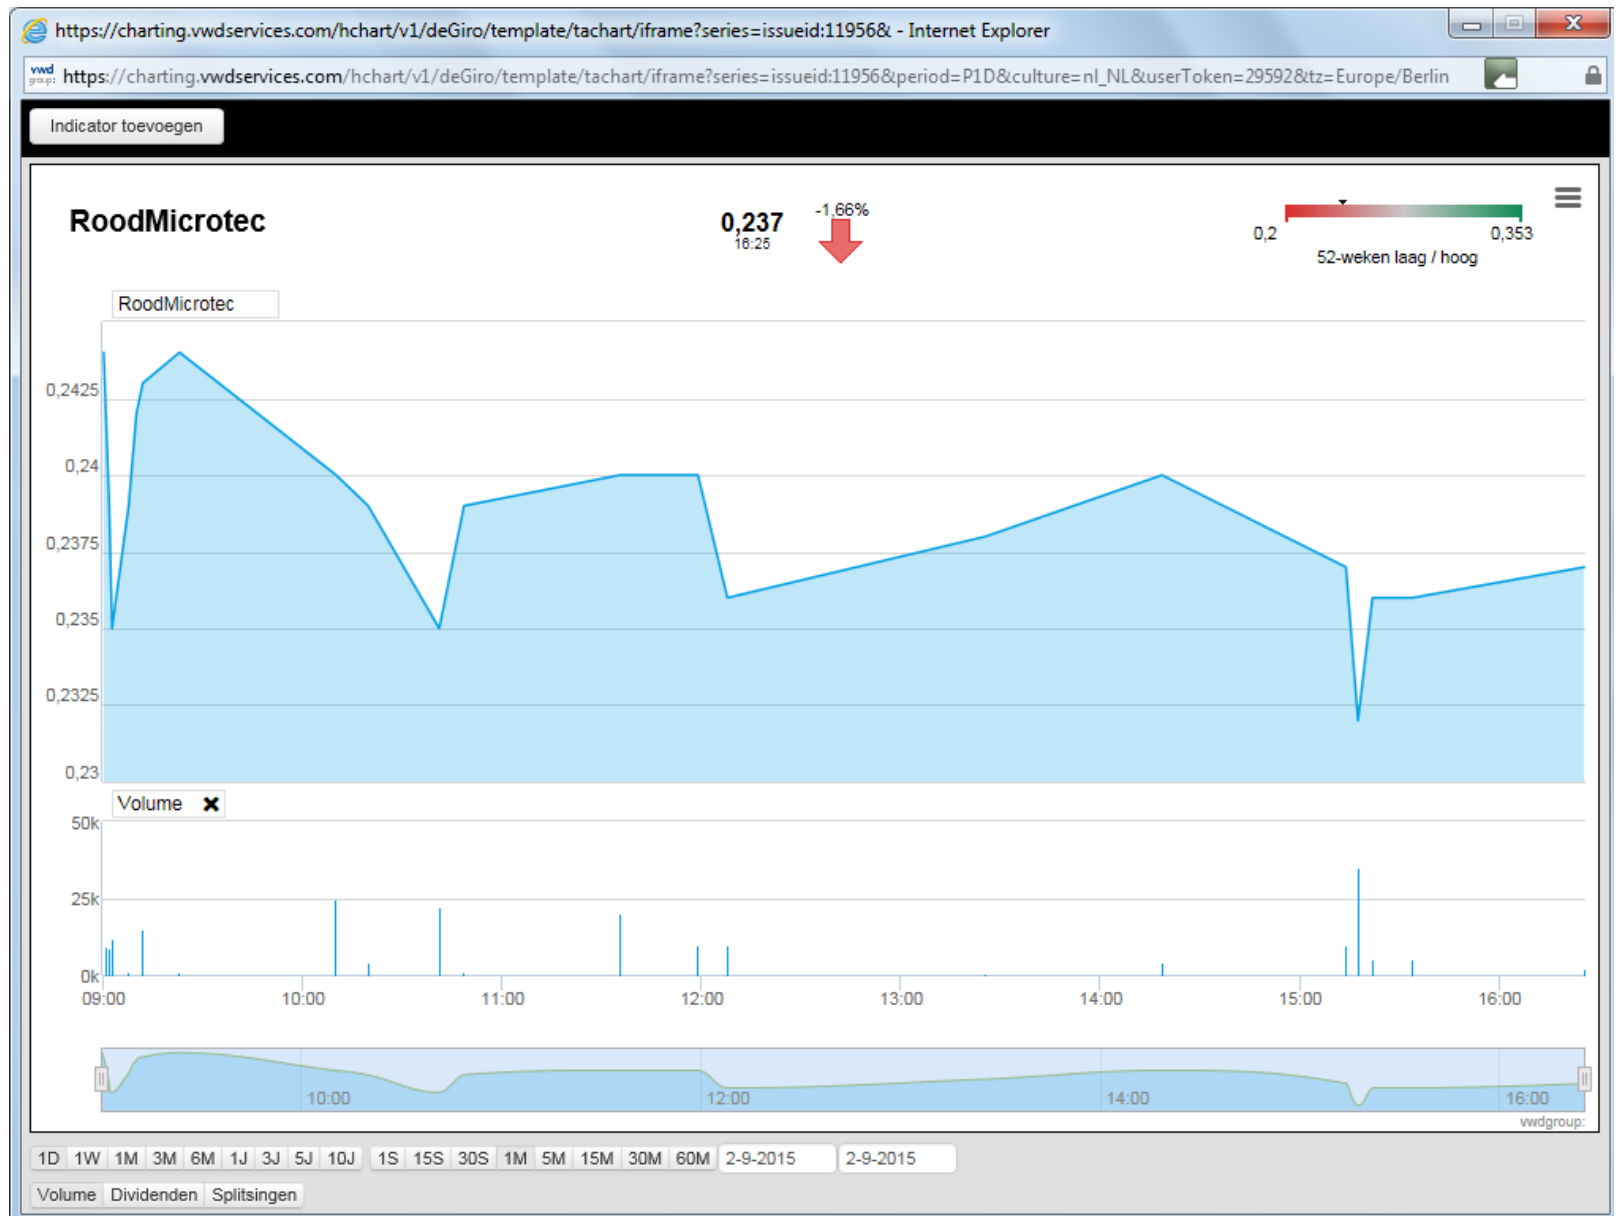 https://charting.vwdservices.com/hchart/v1/deGiro/template/tachart/iframe?series=issueid:11956& - Internet Explorer
vwd group: https://charting.vwdservices.com/hchart/v1/deGiro/template/tachart/iframe?series=issueid:11956&period=P1D&culture=nl_NL&userToken=29592&tz=Europe/Berlin
Indicator toevoegen
RoodMicrotec
0,237
16:25
-1,66%
0,2 0,353
52-weken laag / hoog
RoodMicrotec
0,2425
0,24
0,2375
0,235
0,2325
0,23
Volume
50k
25k
0k
09:00 10:00 11:00 12:00 13:00 14:00 15:00 16:00
10:00 12:00 14:00 16:00
vwdgroup:
1D 1W 1M 3M 6M 1J 3J 5J 10J 1S 15S 30S 1M 5M 15M 30M 60M 2-9-2015 2-9-2015
Volume Dividenden Splitsingen